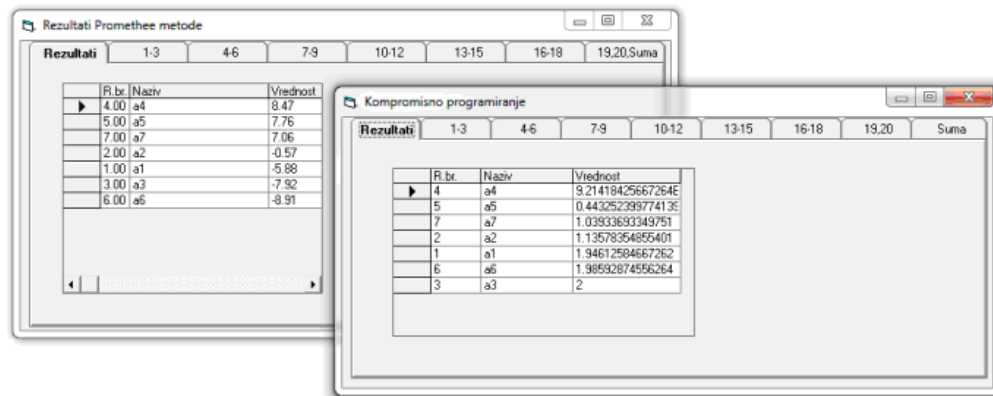 Rezultati Promethee metode
Rezultati 1-3 4-6 7-9 10-12 13-15 16-18 19,20,Suma
R.br. Naziv Vrednost
4.00 a4 8.47
5.00 a5 7.76
7.00 a7 7.06
2.00 a2 -0.57
1.00 a1 -5.88
3.00 a3 -7.92
6.00 a6 -8.91
Kompromisno programiranje
Rezultati 1-3 4-6 7-9 10-12 13-15 16-18 19,20 Suma
R.br. Naziv Vrednost
4 a4 9.21418425667264E
5 a5 0.443252399774139
7 a7 1.03933693349751
2 a2 1.13578354855401
1 a1 1.94612584667262
6 a6 1.98592874556264
3 a3 2